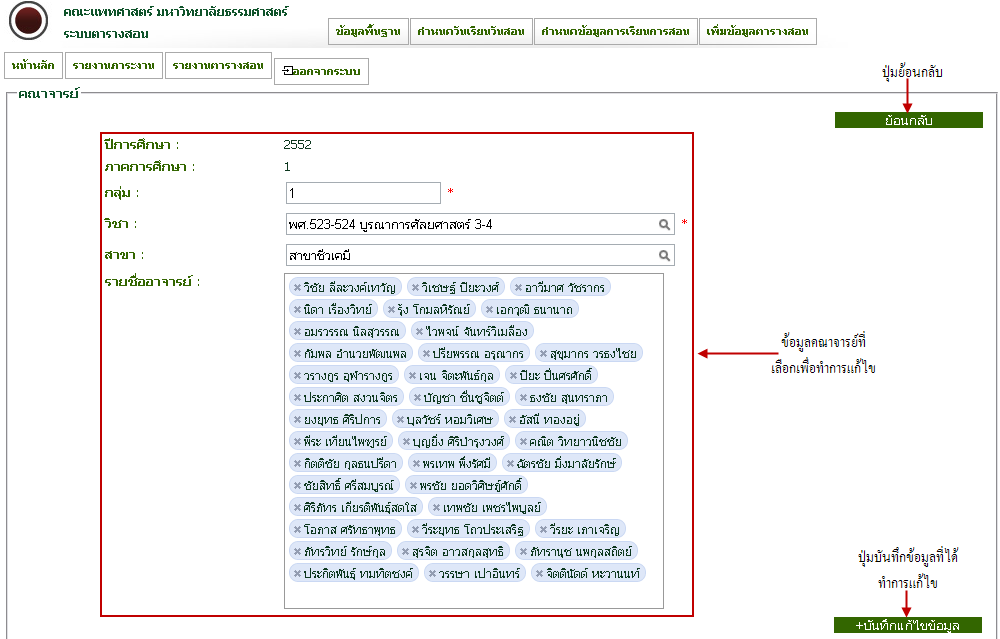 คณะแพทศาสตร์ มหาวิทยาลัยธรรมศาสตร์
ระบบตารางสอน
ข้อมูลพื้นฐาน กำหนดวันเรียนวันสอน กำหนดข้อมูลการเรียนการสอน เพิ่มข้อมูลตารางสอน
หน้าหลัก รายงานภาระงาน รายงานตารางสอน ออกจากระบบ
ปุ่มย้อนกลับ
คณาจารย์
ย้อนกลับ
ปีการศึกษา : 2552
ภาคการศึกษา : 1
กลุ่ม : 1 *
วิชา : พศ.523-524 บูรณาการศัลยศาสตร์ 3-4 *
สาขา : สาขาชีวเคมี
รายชื่ออาจารย์ : ×วิชัย ลีละวงค์เทวัญ ×วิเชษฐ์ ปิยะวงศ์ ×อาวีมาศ วัชรากร
×นิดา เรืองวิทย์ ×รุ้ง โกมลหิรัณย์ ×เอกวุฒิ ธนานาถ
×อมรวรรณ นิลสุวรรณ ×ไวพจน์ จันทร์วิเมลือง
×กัมพล อำนวยพัฒนพล ×ปรียพรรณ อรุณากร ×สุขุมากร วรธงไชย
×วรางกูร อุฬารางกูร ×เจน จิตะพันธ์กุล ×ปิยะ ปิ่นศรศักดิ์
×ประกาศิต สงวนจิตร ×บัญชา ชื่นชูจิตต์ ×ธงชัย สุนทราภา
×ยงยุทธ ศิริปการ ×นุลวัชร์ หอมวิเศษ ×อัสนี ทองอยู่
×พีระ เทียนไพฑูรย์ ×บุญยิ่ง ศิริบำรุงวงศ์ ×คณิต วิทยาวนิชชัย
×กิตติชัย กุลธนปรีดา ×พรเทพ พึ่งรัศมี ×ฉัตรชัย มิ่งมาลัยรักษ์
×ชัยสิทธิ์ ศรีสมบูรณ์ ×พรชัย ยอดวิศิษฎ์ศักดิ์
×ศิริภัทร เกียรติพันธุ์สดใส ×เทพชัย เพชรไพบูลย์
×โอภาส ศรัทธาพุทธ ×วีระยุทธ โถวประเสริฐ ×วีรยะ เภาเจริญ
×ภัทรวิทย์ รักษ์กุล ×สุรจิต อาวสกุลสุทธิ ×ภัทรานุช นพกุลสถิตย์
×ประกิตพันธุ์ ทมทิตชงค์ ×วรรษา เปาอินทร์ ×จิตตินัดด์ หะวานนท์
ข้อมูลคณาจารย์ที่
เลือกเพื่อทำการแก้ไข
ปุ่มบันทึกข้อมูลที่ได้
ทำการแก้ไข
+บันทึกแก้ไขข้อมูล